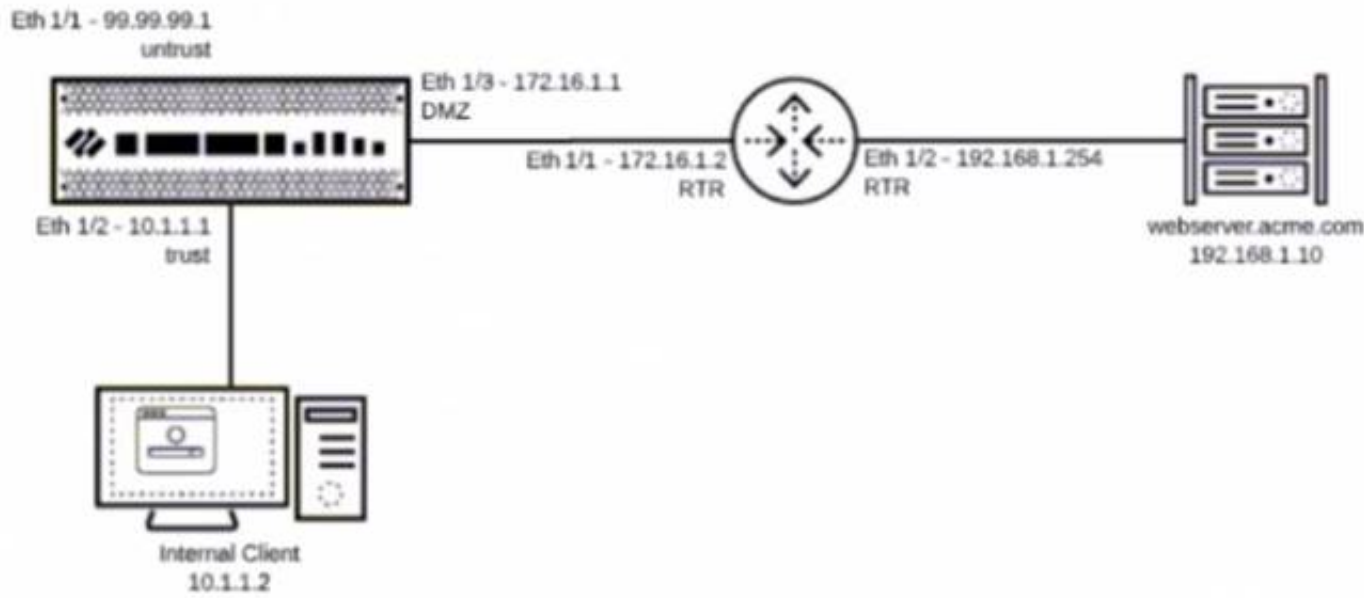 Eth 1/1 - 99.99.99.1
untrust
Eth 1/3 - 172.16.1.1
DMZ
Eth 1/1 - 172.16.1.2
RTR
Eth 1/2 - 192.168.1.254
RTR
webserver.acme.com
192.168.1.10
Eth 1/2 - 10.1.1.1
trust
Internal Client
10.1.1.2